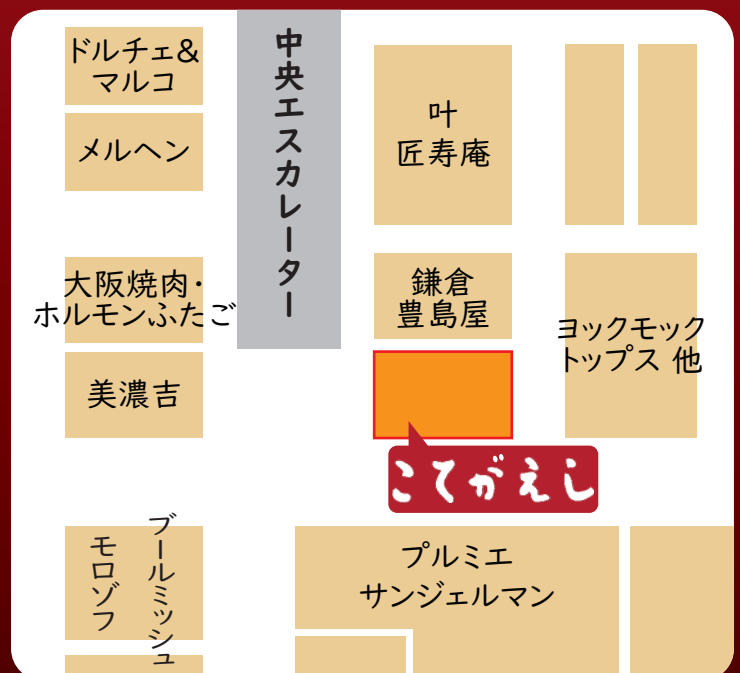 ドルチェ&
マルコ
メルヘン
大阪焼肉・
ホルモンふたご
美濃吉
中央エスカレーター
叶
匠寿庵
鎌倉
豊島屋
ヨックモック
トップス 他
こてがえし
ブールミッシュ
モロゾフ
プルミエ
サンジェルマン